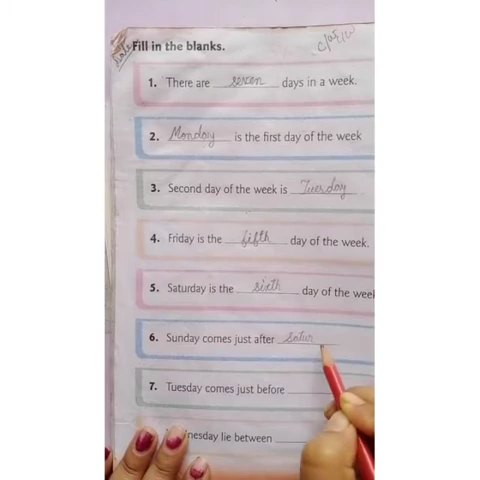 Fill in the blanks.
1. There are seven days in a week.
2. Monday is the first day of the week
3. Second day of the week is Tuesday
4. Friday is the fifth day of the week.
5. Saturday is the sixth day of the week
6. Sunday comes just after satur
7. Tuesday comes just before
nesday lie between